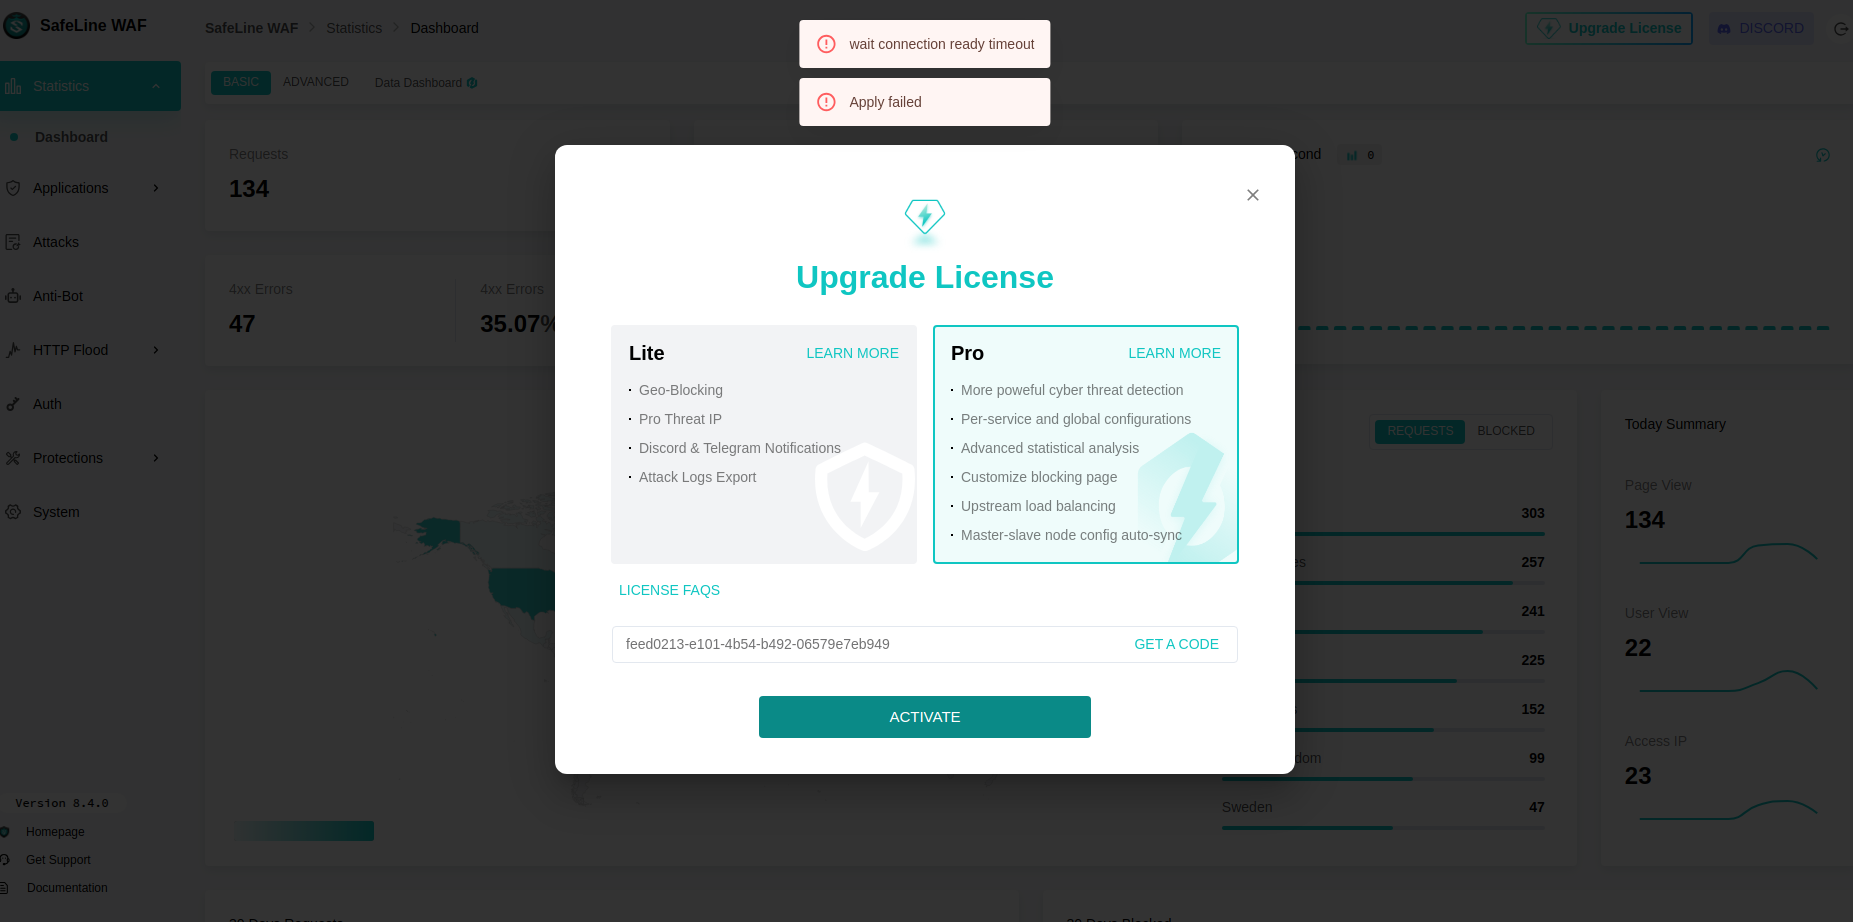 SafeLine WAF
SafeLine WAF > Statistics > Dashboard
wait connection ready timeout
Apply failed
Upgrade License
DISCORD
Statistics
Dashboard
Applications
Attacks
Anti-Bot
HTTP Flood
Auth
Protections
System
Version 8.4.0
Homepage
Get Support
Documentation
BASIC
ADVANCED
Data Dashboard
Requests
134
cond
0
4xx Errors
47
4xx Errors
35.07%
Upgrade License
Lite
LEARN MORE
· Geo-Blocking
· Pro Threat IP
· Discord & Telegram Notifications
· Attack Logs Export
Pro
LEARN MORE
· More powerful cyber threat detection
· Per-service and global configurations
· Advanced statistical analysis
· Customize blocking page
· Upstream load balancing
· Master-slave node config auto-sync
LICENSE FAQS
feed0213-e101-4b54-b492-06579e7eb949
GET A CODE
ACTIVATE
REQUESTS
BLOCKED
303
es
257
241
225
152
dom
99
Sweden
47
Today Summary
Page View
134
User View
22
Access IP
23